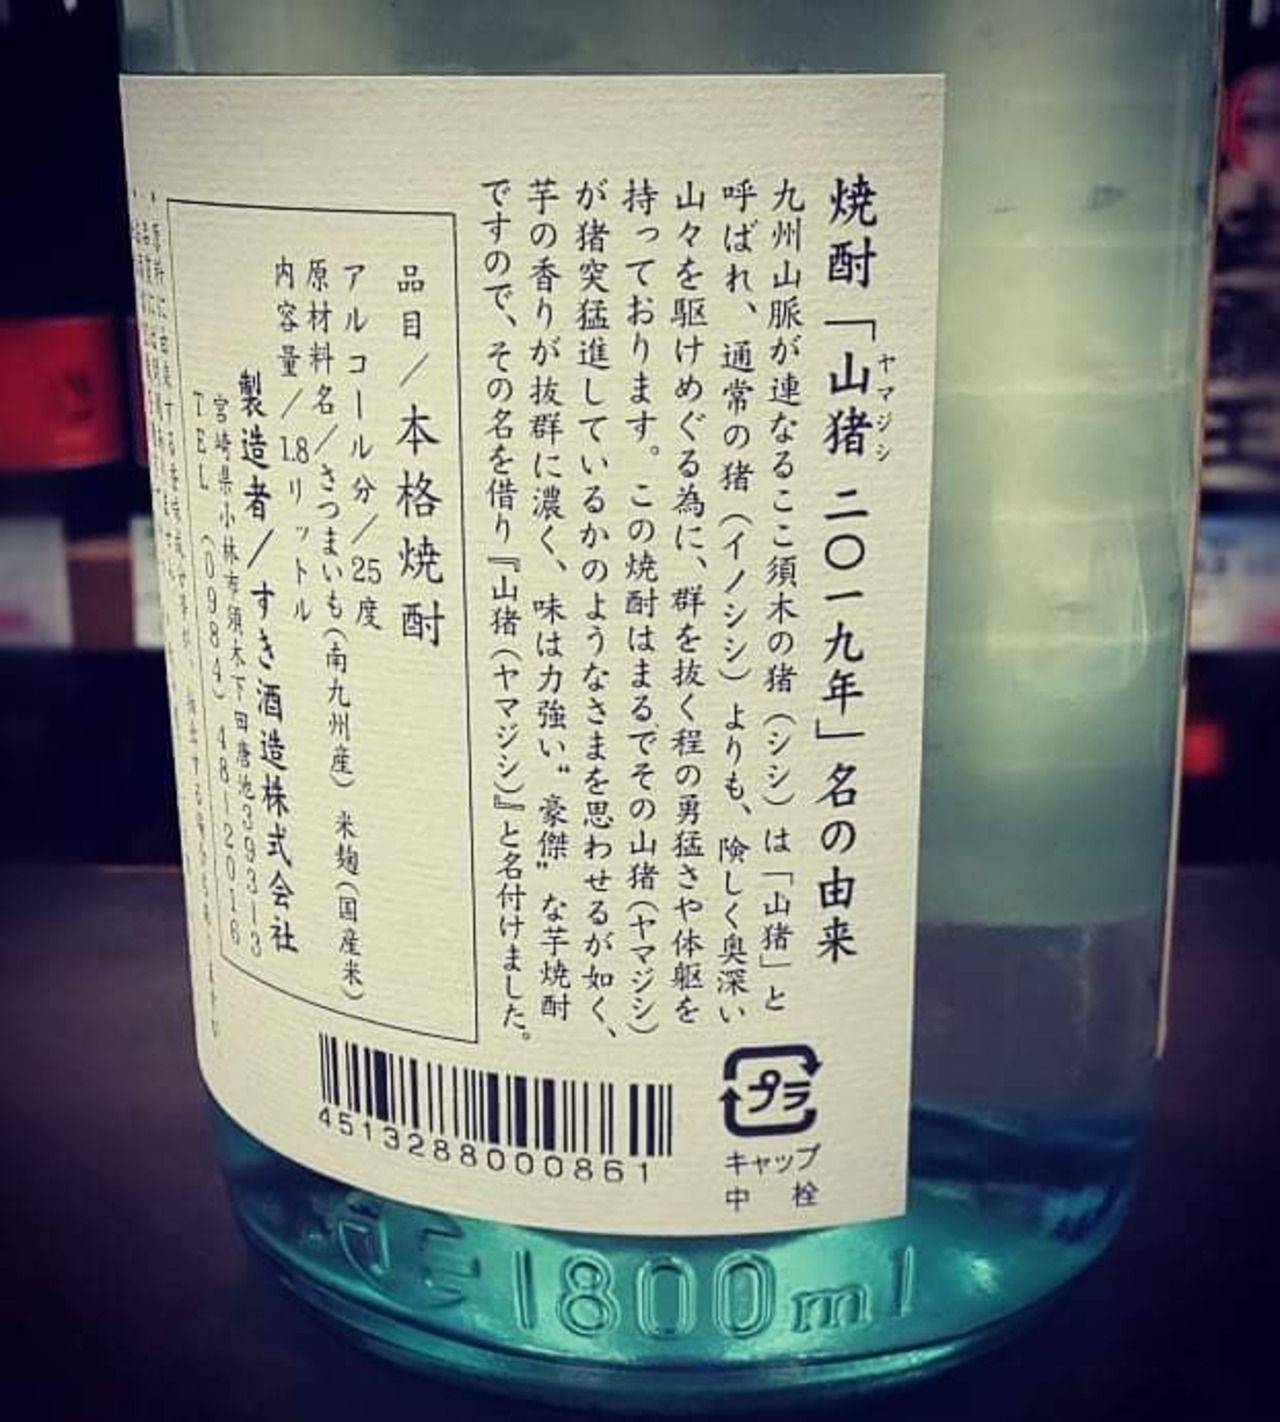 焼酎「山猪 二〇一九年」名の由来
ヤマジシ
九州山脈が連なるここ須木の猪（シシ）は「山猪」と
呼ばれ、通常の猪（イノシシ）よりも、険しく奥深い
山々を駆けめぐる為に、群を抜く程の勇猛さや体躯を
持っております。この焼酎はまるでその山猪（ヤマジシ）
が猪突猛進しているかのようなさまを思わせるが如く、
芋の香りが抜群に濃く、味は力強い“豪傑”な芋焼酎
ですので、その名を借り『山猪（ヤマジシ）』と名付けました。
品目／本格焼酎
アルコール分／25度
原材料名／さつまいも（南九州産）米麹（国産米）
内容量／1.8リットル
製造者／すき酒造株式会社
宮崎県小林市須木下田唐池3931-3
TEL（0984）48-2016
4513288000861
プラ
キャップ
中栓
1800ml